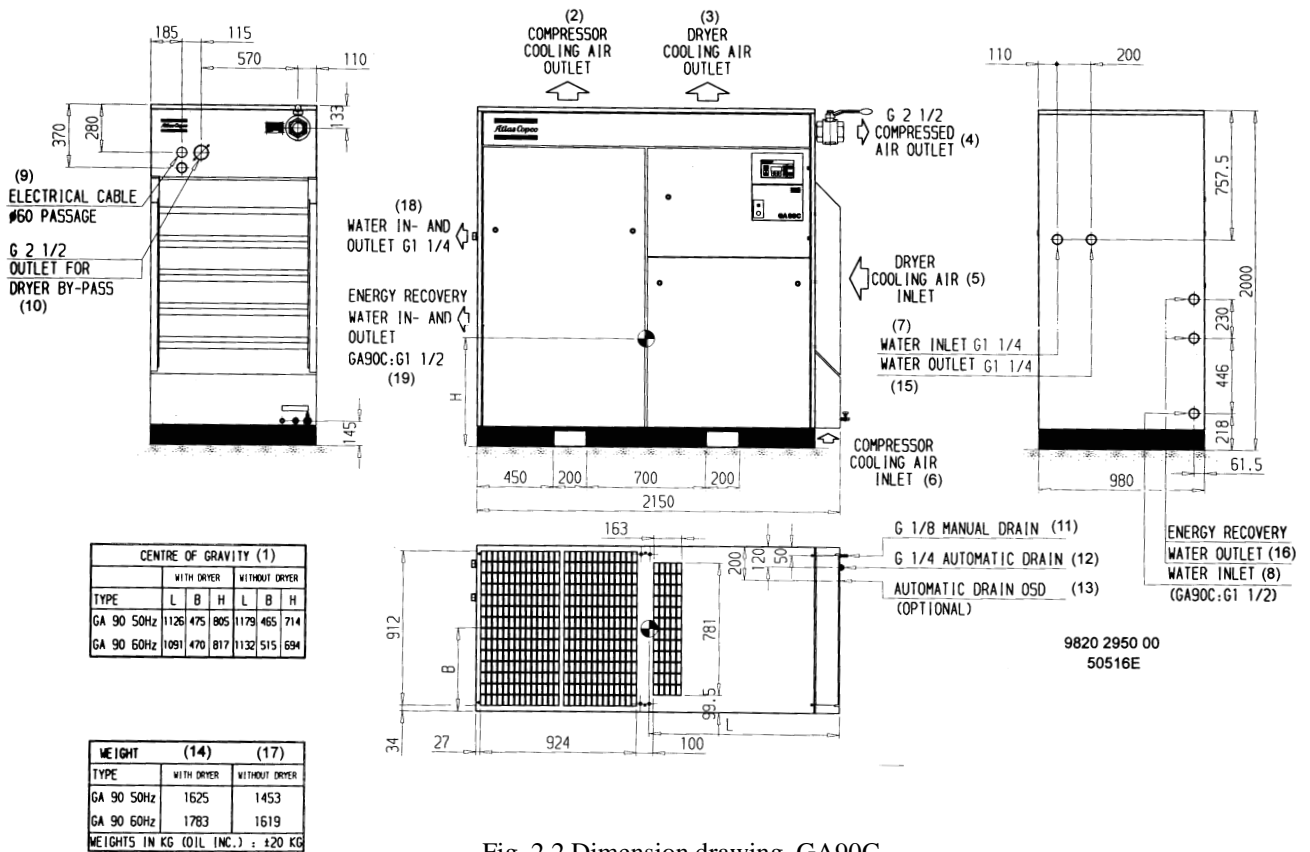 185
115
570
110
133
370
280
Atlas Copco
(9)
ELECTRICAL CABLE
ø60 PASSAGE
G 2 1/2
OUTLET FOR
DRYER BY-PASS
(10)
145
(2)
COMPRESSOR
COOLING AIR
OUTLET
(3)
DRYER
COOLING AIR
OUTLET
Atlas Copco
GA90C
G 2 1/2
COMPRESSED (4)
AIR OUTLET
(18)
WATER IN- AND
OUTLET G1 1/4
ENERGY RECOVERY
WATER IN- AND
OUTLET
GA90C:G1 1/2
(19)
H
DRYER
COOLING AIR (5)
INLET
(7)
WATER INLET G1 1/4
WATER OUTLET G1 1/4
(15)
COMPRESSOR
COOLING AIR
INLET (6)
450
200
700
200
2150
110
200
757.5
2000
230
446
218
61.5
980
ENERGY RECOVERY
WATER OUTLET (16)
WATER INLET (8)
(GA90C:G1 1/2)
163
200
120
50
G 1/8 MANUAL DRAIN (11)
G 1/4 AUTOMATIC DRAIN (12)
AUTOMATIC DRAIN OSD (13)
(OPTIONAL)
912
B
781
99.5
L
34
27
924
100
9820 2950 00
50516E
CENTRE OF GRAVITY (1)
WITH DRYER WITHOUT DRYER
TYPE L B H L B H
GA 90 50Hz 1126 475 805 1179 465 714
GA 90 60Hz 1091 470 817 1132 515 694
WEIGHT (14) (17)
TYPE WITH DRYER WITHOUT DRYER
GA 90 50Hz 1625 1453
GA 90 60Hz 1783 1619
WEIGHTS IN KG (OIL INC.) : ±20 KG
Fig. 2.2 Dimension drawing, GA90C